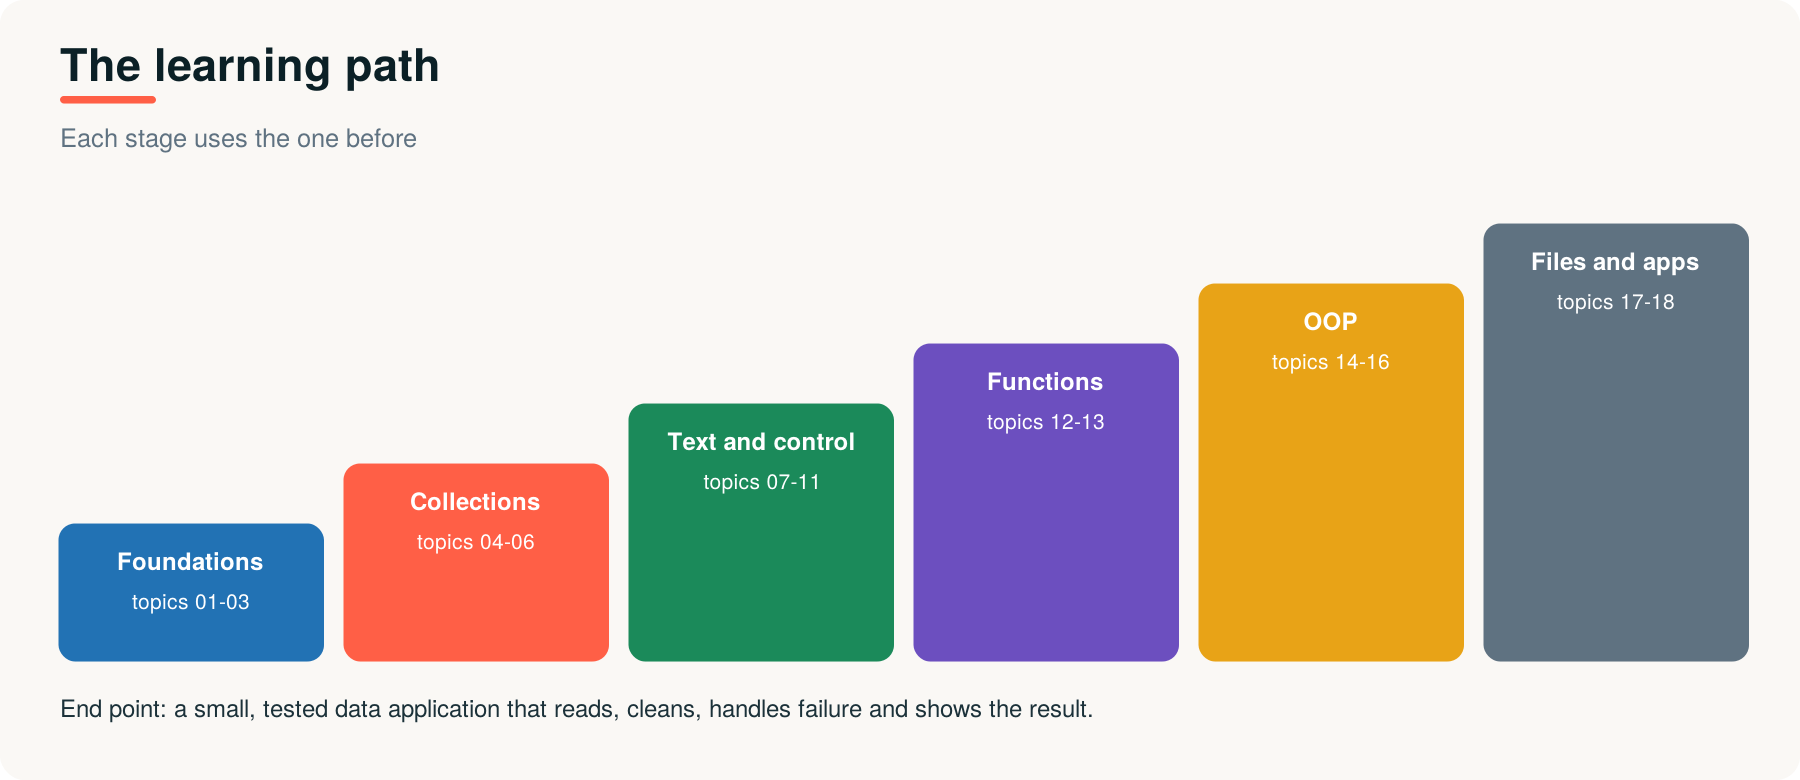 The learning path
Each stage uses the one before
Foundations
topics 01-03
Collections
topics 04-06
Text and control
topics 07-11
Functions
topics 12-13
OOP
topics 14-16
Files and apps
topics 17-18
End point: a small, tested data application that reads, cleans, handles failure and shows the result.